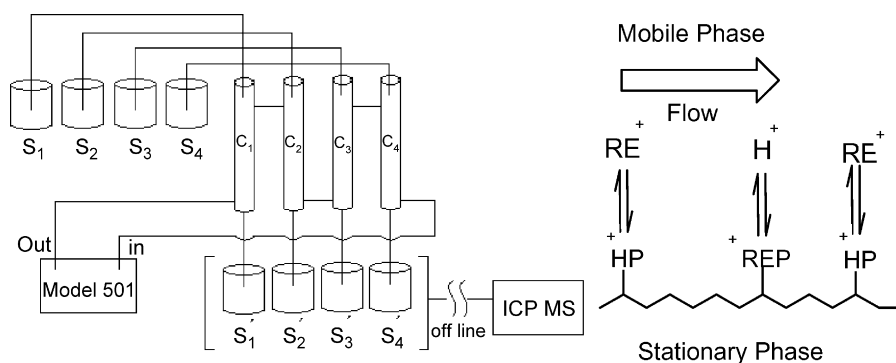 S1 S2 S3 S4
C1 C2 C3 C4
Out in
Model 501
S1′ S2′ S3′ S4′
off line
ICP MS
Mobile Phase
Flow
RE+ H+ RE+
+HP +REP +HP
Stationary Phase